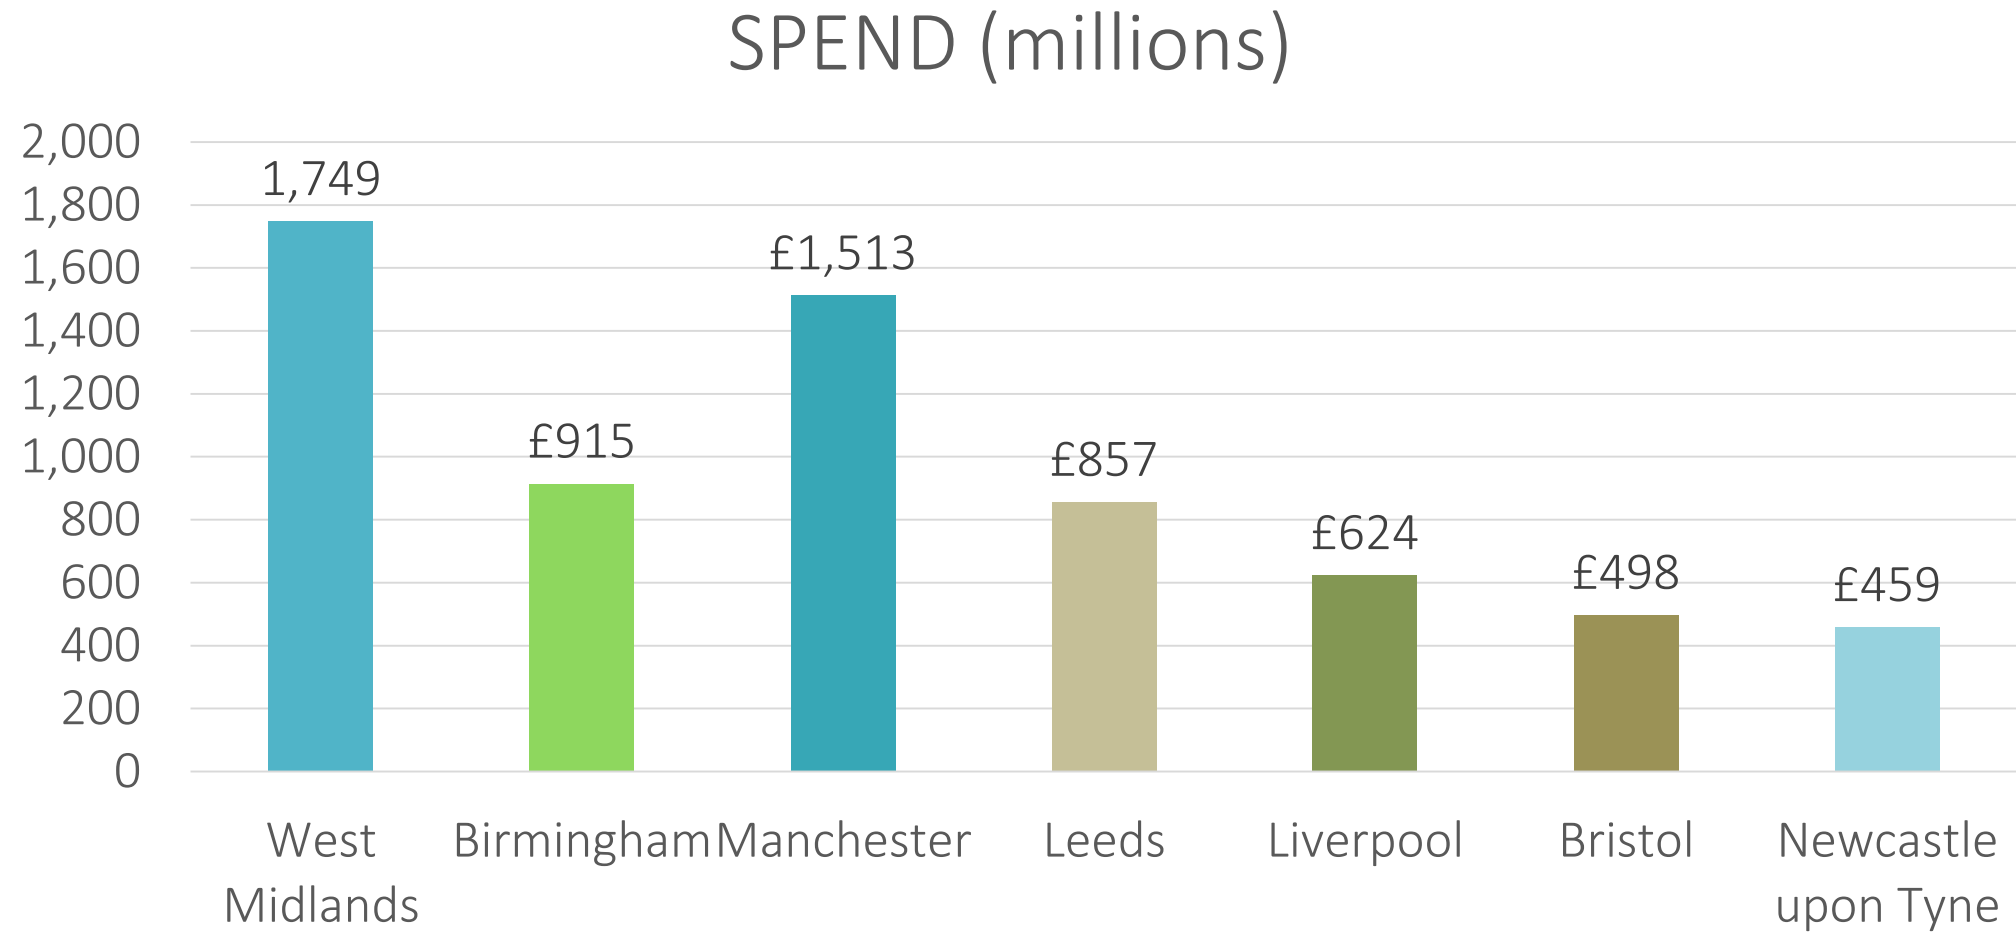 SPEND (millions)
2,000
1,800
1,600
1,400
1,200
1,000
800
600
400
200
0
1,749
£915
£1,513
£857
£624
£498
£459
West Midlands
Birmingham
Manchester
Leeds
Liverpool
Bristol
Newcastle upon Tyne